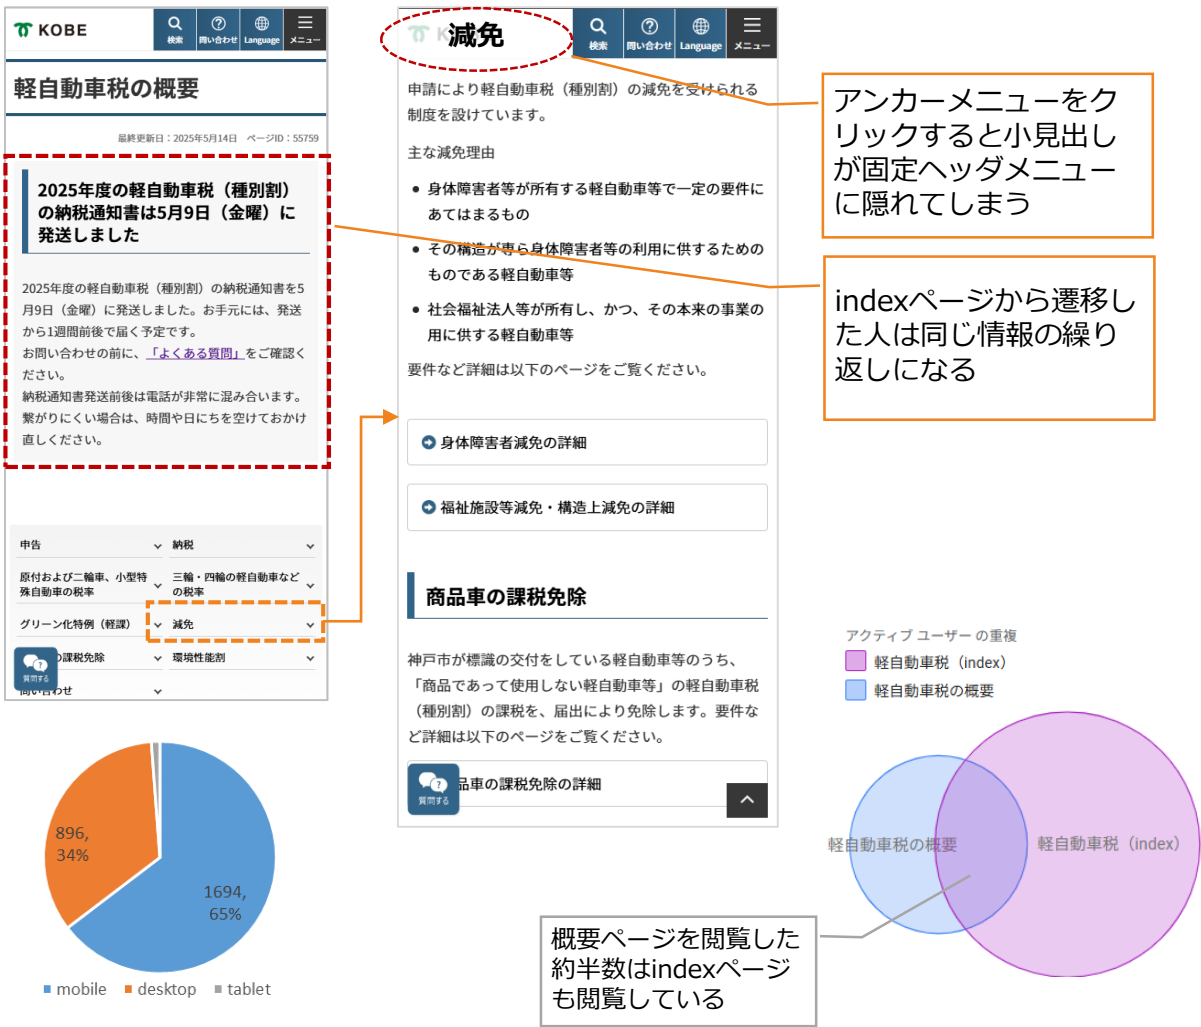 KOBE
検索
問い合わせ
Language
メニュー
軽自動車税の概要
最終更新日：2025年5月14日 ページID：55759
2025年度の軽自動車税（種別割）
の納税通知書は5月9日（金曜）に
発送しました
2025年度の軽自動車税（種別割）の納税通知書を5
月9日（金曜）に発送しました。お手元には、発送
から1週間前後で届く予定です。
お問い合わせの前に、「よくある質問」をご確認く
ださい。
納税通知書発送前後は電話が非常に混み合います。
繋がりにくい場合は、時間や日にちを空けておかけ
直しください。
申告
納税
原付および二輪車、小型特
殊自動車の税率
三輪・四輪の軽自動車など
の税率
グリーン化特例（軽課）
減免
の課税免除
環境性能割
問い合わせ
質問する
減免
K
検索
問い合わせ
Language
メニュー
申請により軽自動車税（種別割）の減免を受けられる
制度を設けています。
主な減免理由
• 身体障害者等が所有する軽自動車等で一定の要件に
あてはまるもの
• その構造が専ら身体障害者等の利用に供するための
ものである軽自動車等
• 社会福祉法人等が所有し、かつ、その本来の事業の
用に供する軽自動車等
要件など詳細は以下のページをご覧ください。
身体障害者減免の詳細
福祉施設等減免・構造上減免の詳細
商品車の課税免除
神戸市が標識の交付をしている軽自動車等のうち、
「商品であって使用しない軽自動車等」の軽自動車税
（種別割）の課税を、届出により免除します。要件な
ど詳細は以下のページをご覧ください。
品車の課税免除の詳細
質問する
アンカーメニューをク
リックすると小見出し
が固定ヘッダメニュー
に隠れてしまう
indexページから遷移し
た人は同じ情報の繰り
返しになる
896,
34%
1694,
65%
mobile desktop tablet
アクティブ ユーザー の重複
軽自動車税（index）
軽自動車税の概要
軽自動車税の概要
軽自動車税（index）
概要ページを閲覧した
約半数はindexページ
も閲覧している